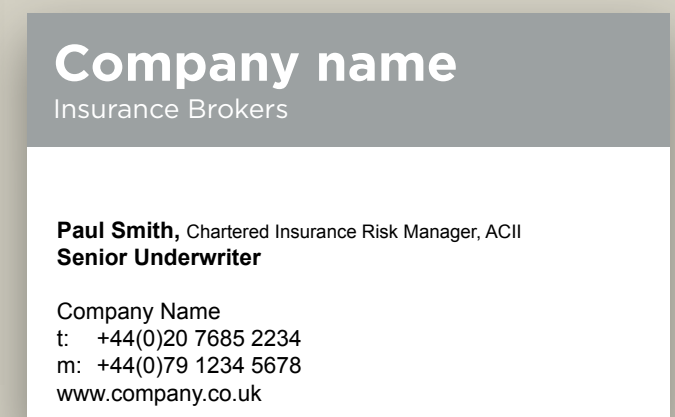 Company name
Insurance Brokers
Paul Smith, Chartered Insurance Risk Manager, ACII
Senior Underwriter
Company Name
t: +44(0)20 7685 2234
m: +44(0)79 1234 5678
www.company.co.uk